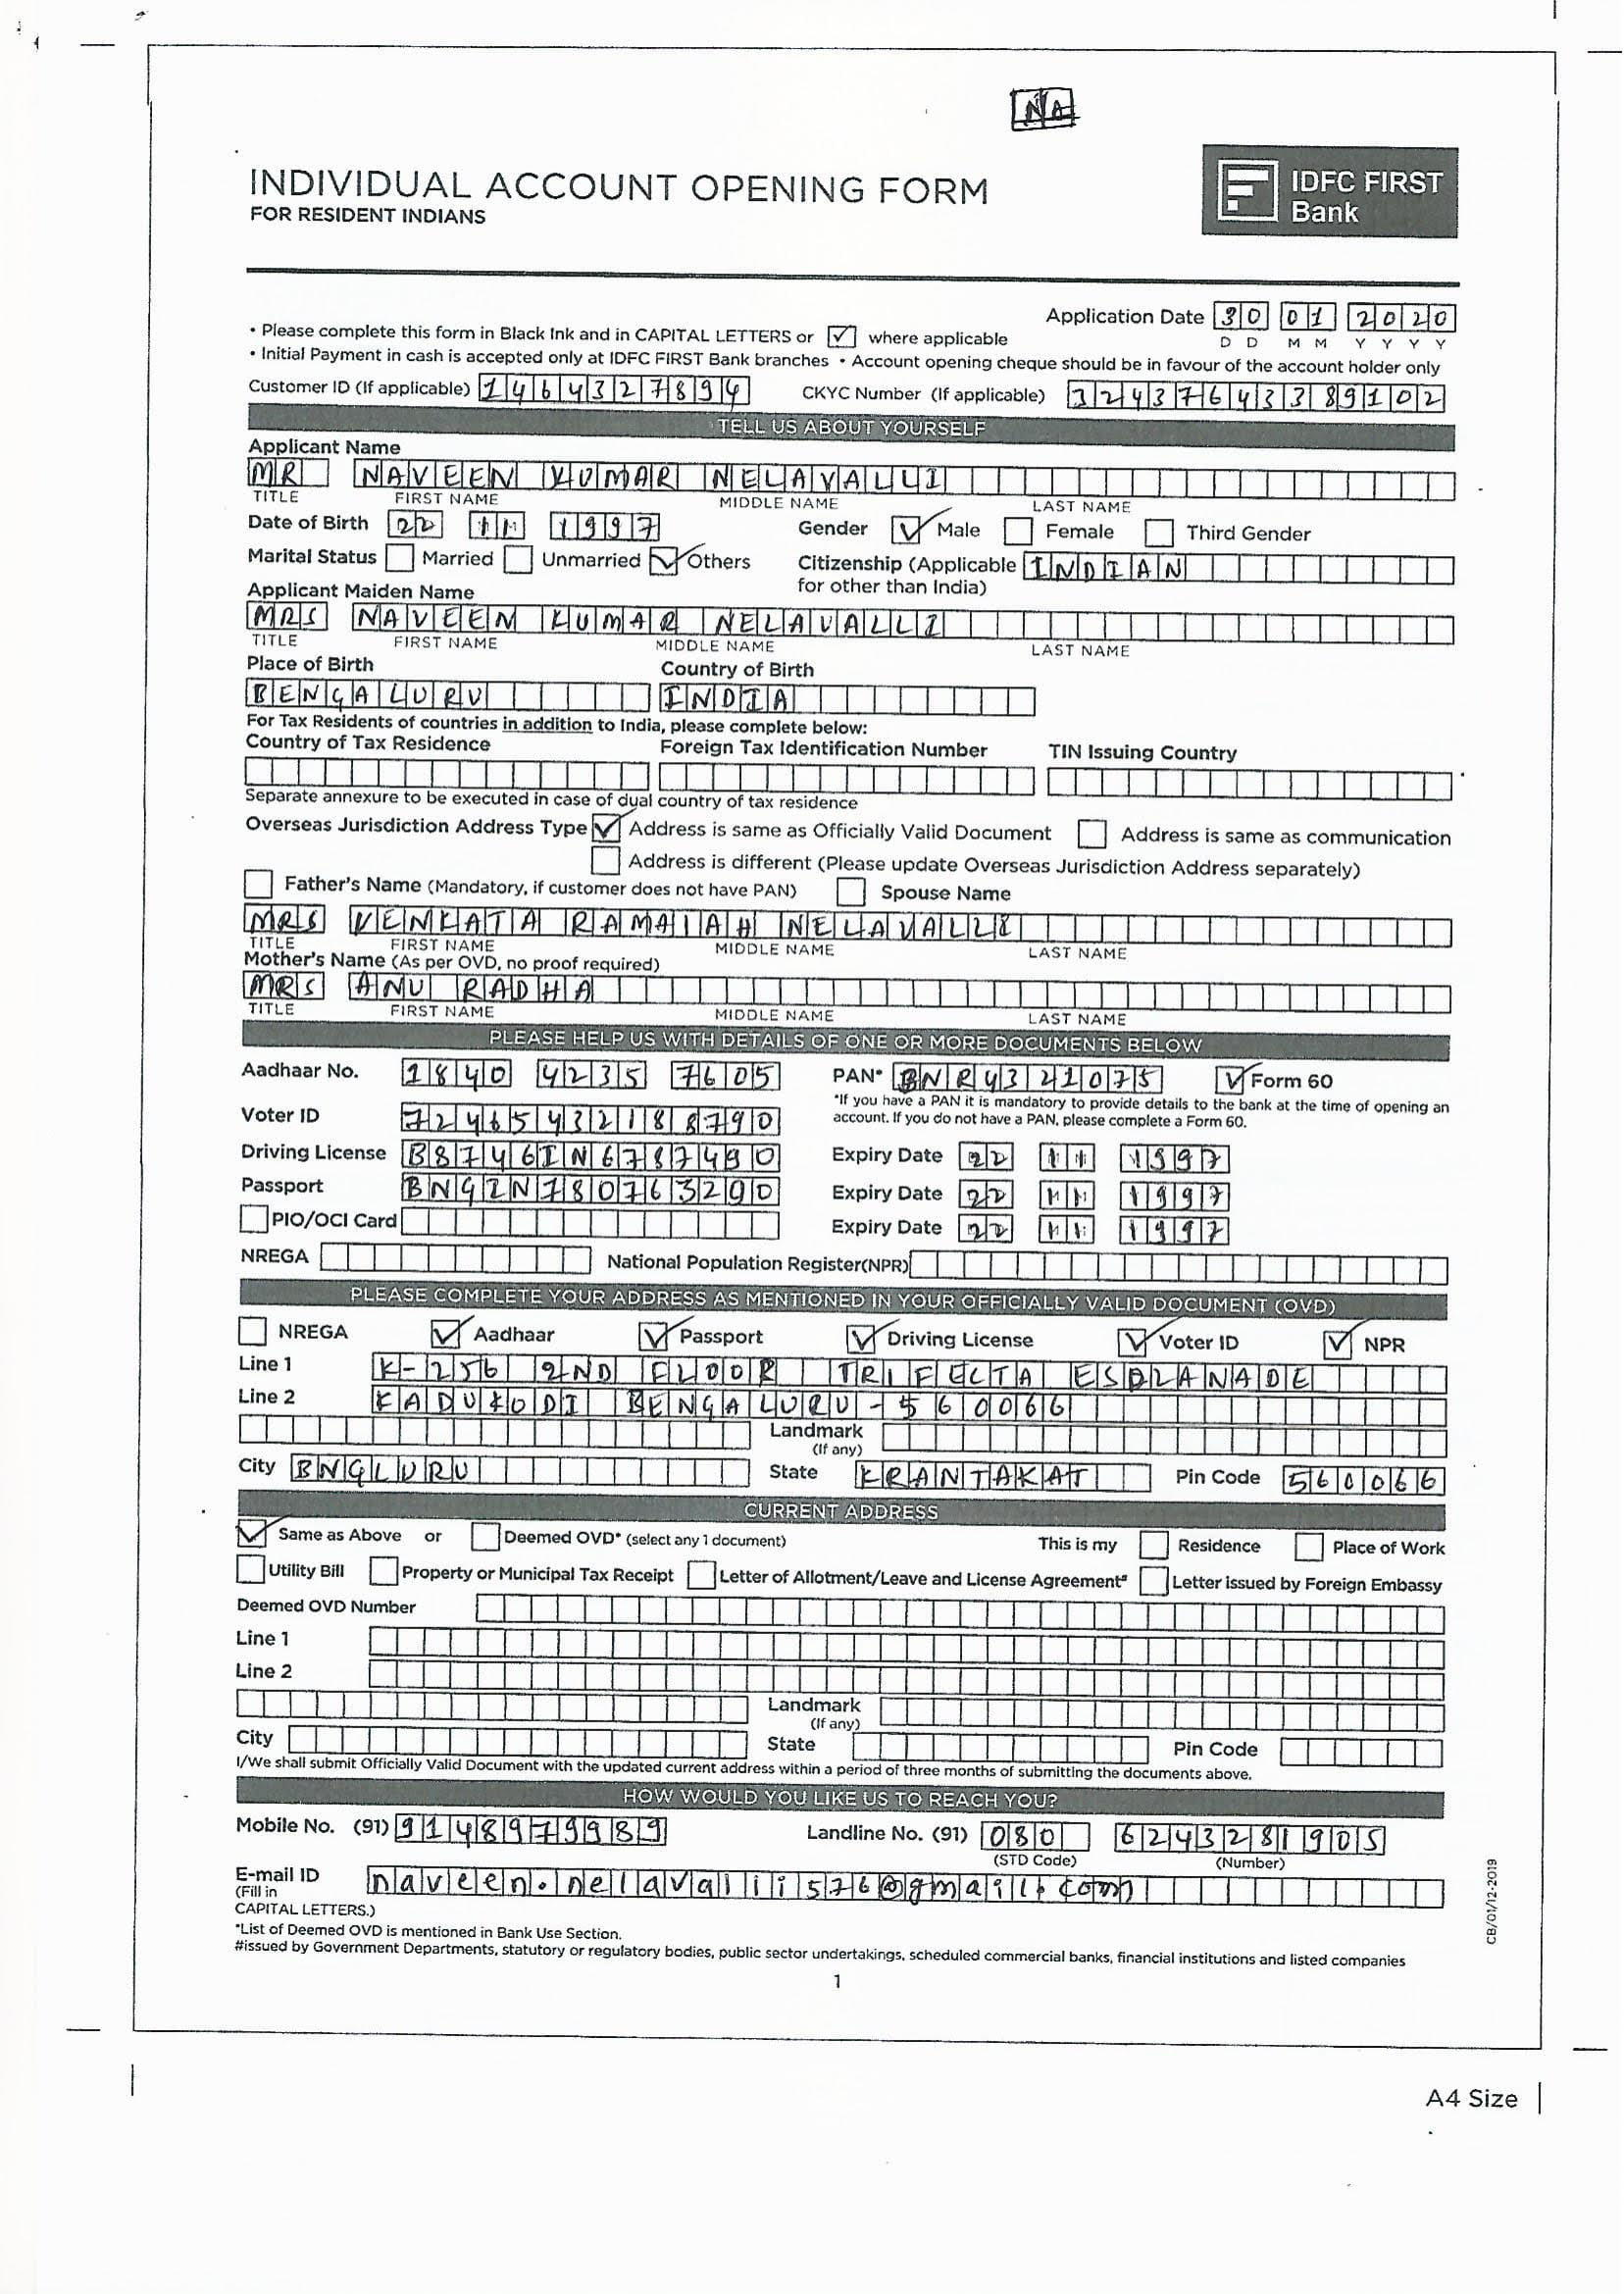 NA
INDIVIDUAL ACCOUNT OPENING FORM
FOR RESIDENT INDIANS
IDFC FIRST
Bank
Application Date 30 01 2020
D D M M Y Y Y Y
• Please complete this form in Black Ink and in CAPITAL LETTERS or ✓ where applicable
• Initial Payment in cash is accepted only at IDFC FIRST Bank branches • Account opening cheque should be in favour of the account holder only
Customer ID (If applicable) 1464327894 CKYC Number (If applicable) 32437643389102
TELL US ABOUT YOURSELF
Applicant Name
MR NAVEEN KUMAR NELAVALLI
TITLE FIRST NAME MIDDLE NAME LAST NAME
Date of Birth 22 11 1997 Gender ✓ Male Female Third Gender
Marital Status Married Unmarried ✓ Others Citizenship (Applicable for other than India) INDIAN
Applicant Maiden Name
MRS NAVEEN KUMAR NELAVALLI
TITLE FIRST NAME MIDDLE NAME LAST NAME
Place of Birth Country of Birth
BENGALURU INDIA
For Tax Residents of countries in addition to India, please complete below:
Country of Tax Residence Foreign Tax Identification Number TIN Issuing Country
Separate annexure to be executed in case of dual country of tax residence
Overseas Jurisdiction Address Type ✓ Address is same as Officially Valid Document Address is same as communication
Address is different (Please update Overseas Jurisdiction Address separately)
Father's Name (Mandatory, if customer does not have PAN) Spouse Name
MRS VENKATA RAMAIAH NELAVALLI
TITLE FIRST NAME MIDDLE NAME LAST NAME
Mother's Name (As per OVD, no proof required)
MRS ANU RADHA
TITLE FIRST NAME MIDDLE NAME LAST NAME
PLEASE HELP US WITH DETAILS OF ONE OR MORE DOCUMENTS BELOW
Aadhaar No. 1840 4235 7605 PAN* BNR4321075 ✓ Form 60
*If you have a PAN it is mandatory to provide details to the bank at the time of opening an
account. If you do not have a PAN, please complete a Form 60.
Voter ID 72465432188790
Driving License B8746IN6787490 Expiry Date 22 11 1997
Passport BNGIN780763290 Expiry Date 22 11 1997
PIO/OCI Card Expiry Date 22 11 1997
NREGA National Population Register(NPR)
PLEASE COMPLETE YOUR ADDRESS AS MENTIONED IN YOUR OFFICIALLY VALID DOCUMENT (OVD)
NREGA ✓ Aadhaar ✓ Passport ✓ Driving License ✓ Voter ID ✓ NPR
Line 1 K-256 2ND FLOOR TRIFECTA ESPLANADE
Line 2 KADUKODI BENGALURU-560066
Landmark
(If any)
City BNGLURU State KRANTAKAT Pin Code 560066
CURRENT ADDRESS
✓ Same as Above or Deemed OVD* (select any 1 document) This is my Residence Place of Work
Utility Bill Property or Municipal Tax Receipt Letter of Allotment/Leave and License Agreement# Letter issued by Foreign Embassy
Deemed OVD Number
Line 1
Line 2
Landmark
(If any)
City State Pin Code
I/We shall submit Officially Valid Document with the updated current address within a period of three months of submitting the documents above.
HOW WOULD YOU LIKE US TO REACH YOU?
Mobile No. (91) 9148979989 Landline No. (91) 080 6243281905
(STD Code) (Number)
E-mail ID naveen.nelavalli576@gmail.com
(Fill in
CAPITAL LETTERS.)
*List of Deemed OVD is mentioned in Bank Use Section.
#issued by Government Departments, statutory or regulatory bodies, public sector undertakings, scheduled commercial banks, financial institutions and listed companies
1
CB/01/12-2019
A4 Size